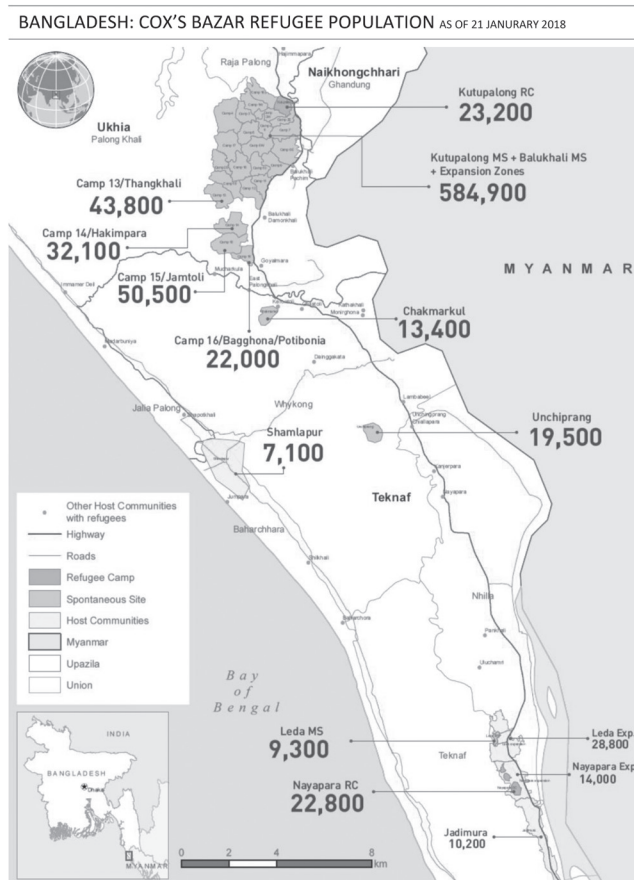 BANGLADESH: COX'S BAZAR REFUGEE POPULATION AS OF 21 JANURARY 2018
Raja Palong
Naikhongchhari
Ghandung
Ukhia
Palong Khali
Kutupalong RC
23,200
Kutupalong MS + Balukhali MS
+ Expansion Zones
584,900
Camp 13/Thangkhali
43,800
Balukhali
Damonkhali
Camp 14/Hakimpara
32,100
MYANMAR
Camp 15/Jamtoli
50,500
Chakmarkul
13,400
Camp 16/Bagghona/Potibonia
22,000
Jalia Palong
Whykong
Unchiprang
19,500
Shamlapur
7,100
Teknaf
Baharchhara
Nhilla
Other Host Communities
with refugees
Highway
Roads
Refugee Camp
Spontaneous Site
Host Communities
Myanmar
Upazila
Union
Bay
of
Bengal
Leda MS
9,300
Leda Exp
28,800
Teknaf
Nayapara Exp
14,000
Nayapara RC
22,800
Jadimura
10,200
INDIA
BANGLADESH
Dhaka
MYANMAR
0 2 4 8
km